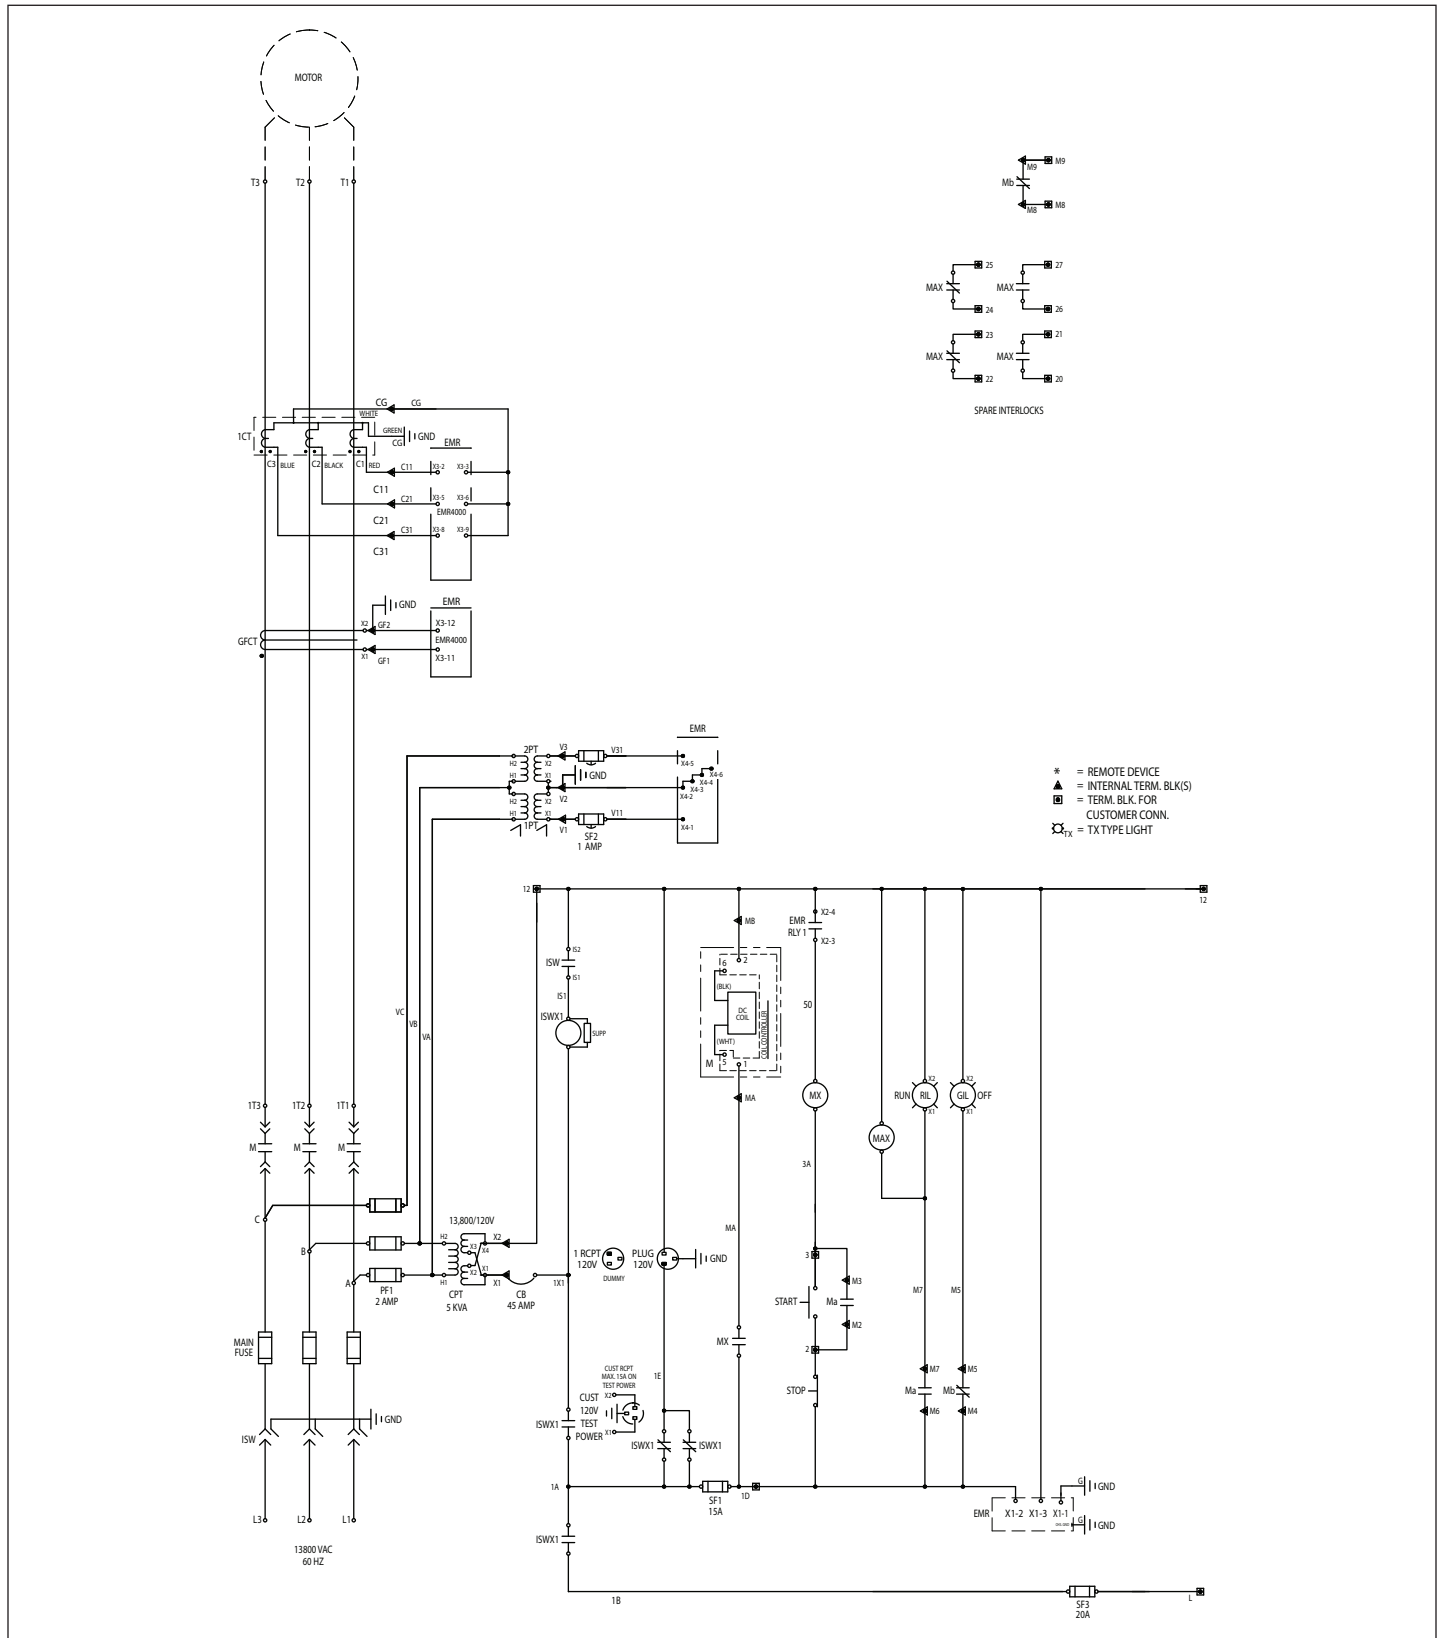 MOTOR
T3 T2 T1
M9 M9
Mb
M8 M8
25 27
MAX MAX
24 26
23 21
MAX MAX
22 20
SPARE INTERLOCKS
CG CG
WHITE
GREEN
1CT CG GND
EMR
C3 BLUE C2 BLACK C1 RED
C11 X3-2 X3-3
C11
C21 X3-5 X3-6
EMR4000
C21
C31 X3-8 X3-9
C31
GND EMR
X2 GF2 X3-12
GFCT EMR4000
X1 GF1 X3-11
EMR
2PT V3 V31
H2 X2 X4-5
H1 X1 GND X4-6
X4-4
X4-3
V2 X4-2
H2 X2
H1 X1 V11 X4-1
1PT V1 SF2
1 AMP
* = REMOTE DEVICE
= INTERNAL TERM. BLK(S)
= TERM. BLK. FOR
CUSTOMER CONN.
TX = TX TYPE LIGHT
12 12
MB EMR X2-4
RLY 1 X2-3
IS2
ISW
IS1
IS1
6 2
(BLK)
DC
COIL
COIL CONTROLLER
(WHT)
M 5 1
50
VC
VB
VA
ISWX1 SUPP
MA MX
RUN RIL X2 X1
GIL OFF X2 X1
1T3 1T2 1T1
M M M
MAX
3A
MA
C
B
A
13,800/120V
H2 X3 X4 X2
H1 X2 X1 X1
PF1
2 AMP
CPT
5 KVA
CB
45 AMP
1X1
1 RCPT
120V
DUMMY
PLUG
120V
GND
3
START Ma M3
M2
2
STOP
M7 M5
MAIN
FUSE
MX
CUST RCPT
MAX. 15A ON
TEST POWER
1E
CUST X2
120V
TEST
POWER X1
ISWX1 ISWX1 ISWX1
M7 M5
Ma Mb
M6 M4
GND
ISW
1A
SF1
15A
1D
L3 L2 L1
13800 VAC
60 HZ
ISWX1
EMR X1-2 X1-3 X1-1
G GND
G GND
1B
SF3
20A
L